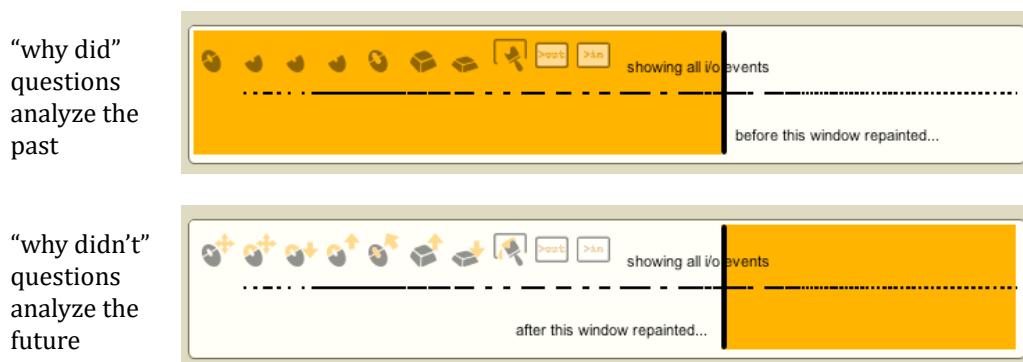 “why did”
questions
analyze the
past
>out >in
showing all i/o events
before this window repainted...
“why didn’t”
questions
analyze the
future
>out >in
showing all i/o events
after this window repainted...